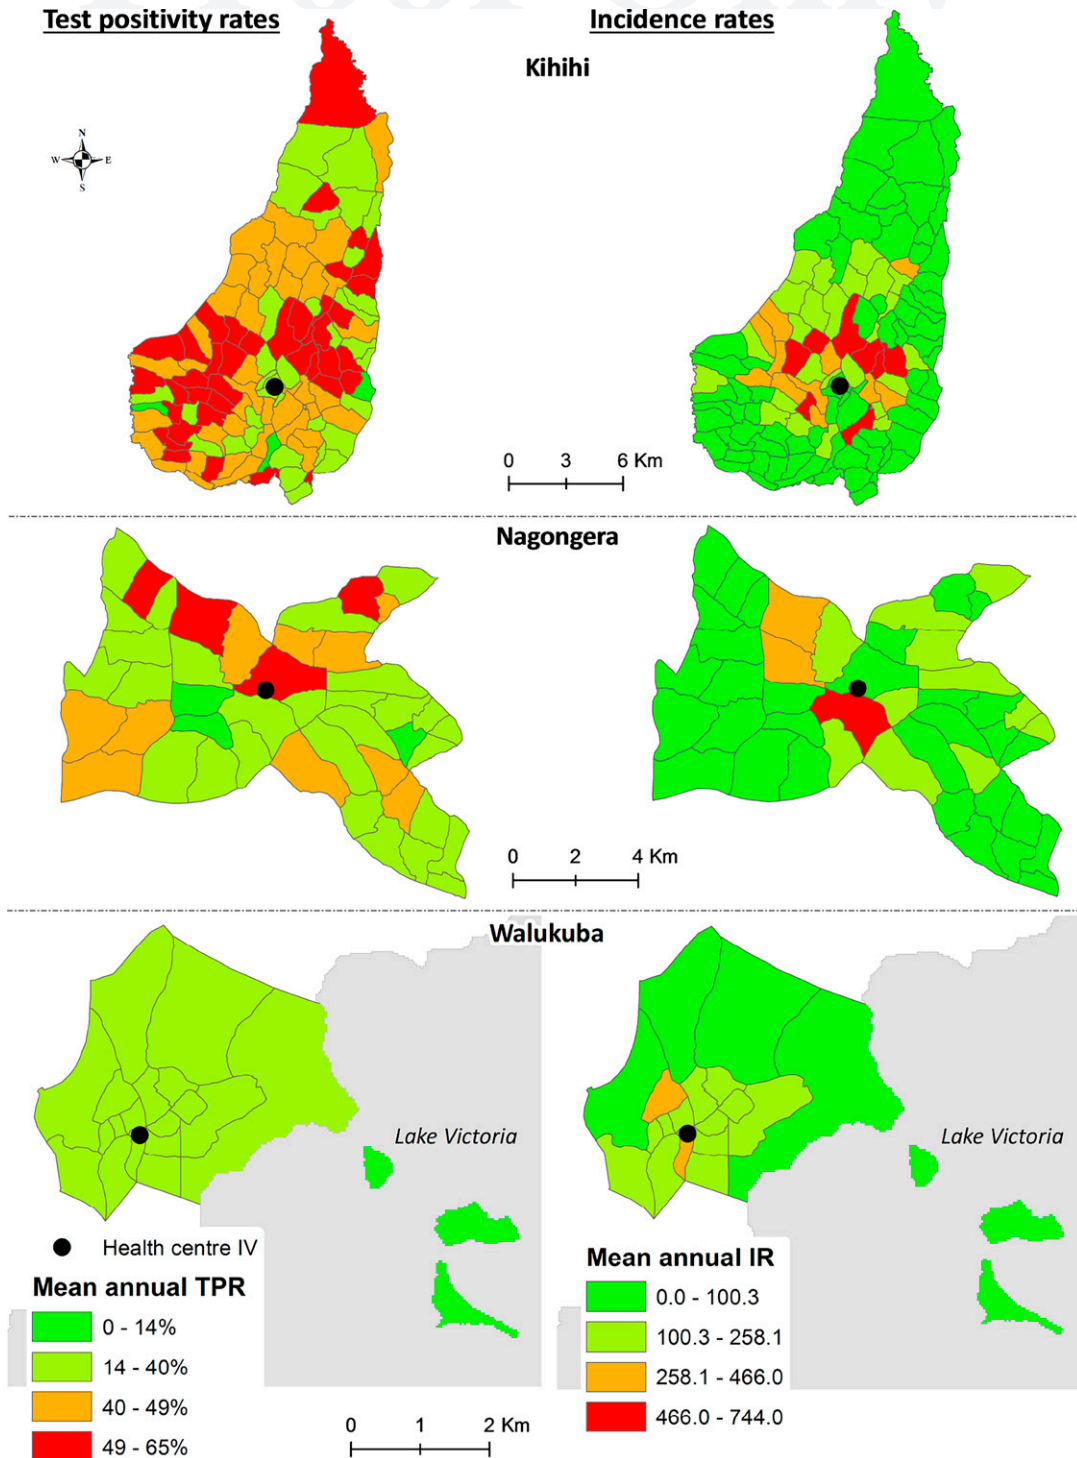 Test positivity rates
Incidence rates
Kihihi
N
W E
S
0 3 6 Km
Nagongera
0 2 4 Km
Walukuba
Lake Victoria
Lake Victoria
Health centre IV
Mean annual TPR
0 - 14%
14 - 40%
40 - 49%
49 - 65%
Mean annual IR
0.0 - 100.3
100.3 - 258.1
258.1 - 466.0
466.0 - 744.0
0 1 2 Km